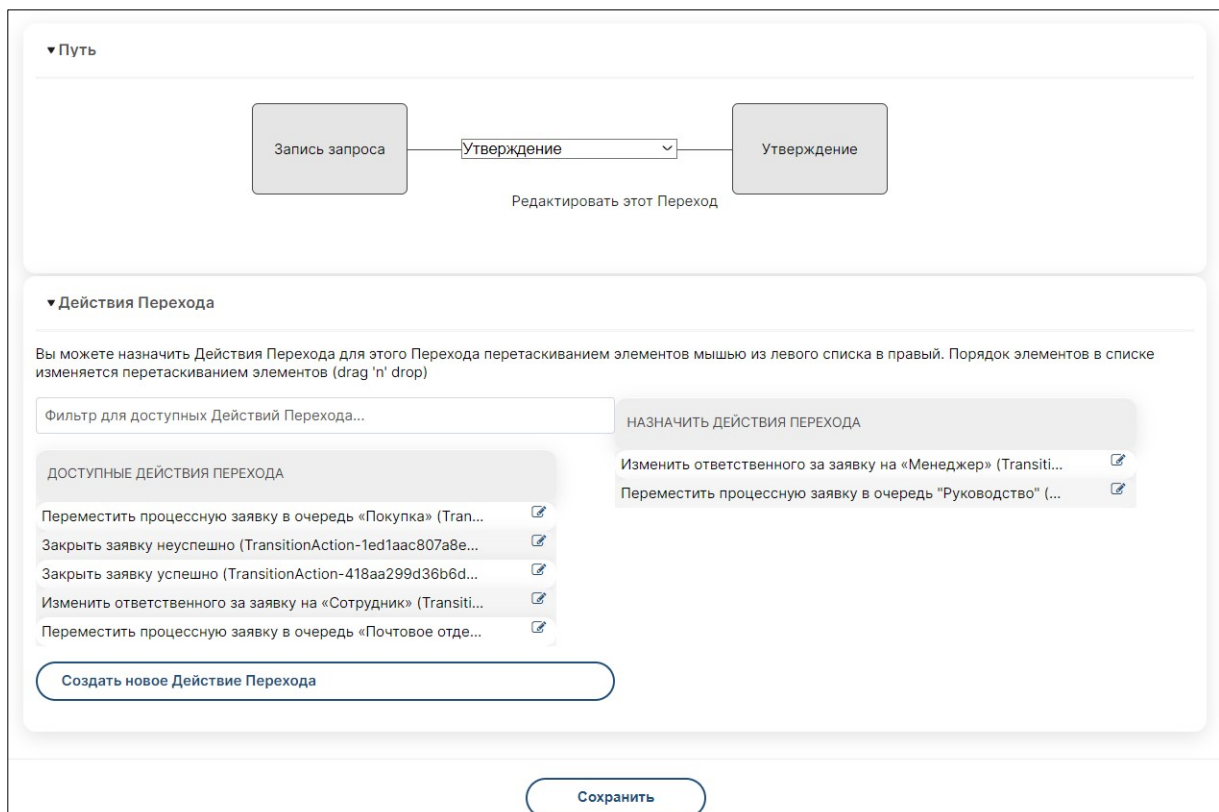 Путь
Запись запроса
Утверждение
Утверждение
Редактировать этот Переход
Действия Перехода
Вы можете назначить Действия Перехода для этого Перехода перетаскиванием элементов мышью из левого списка в правый. Порядок элементов в списке
изменяется перетаскиванием элементов (drag 'n' drop)
Фильтр для доступных Действий Перехода...
ДОСТУПНЫЕ ДЕЙСТВИЯ ПЕРЕХОДА
Переместить процессную заявку в очередь «Покупка» (Tran...
Закрыть заявку неуспешно (TransitionAction-1ed1aac807a8e...
Закрыть заявку успешно (TransitionAction-418aa299d36b6d...
Изменить ответственного за заявку на «Сотрудник» (Transiti...
Переместить процессную заявку в очередь «Почтовое отде...
Создать новое Действие Перехода
НАЗНАЧИТЬ ДЕЙСТВИЯ ПЕРЕХОДА
Изменить ответственного за заявку на «Менеджер» (Transiti...
Переместить процессную заявку в очередь "Руководство" (...
Сохранить